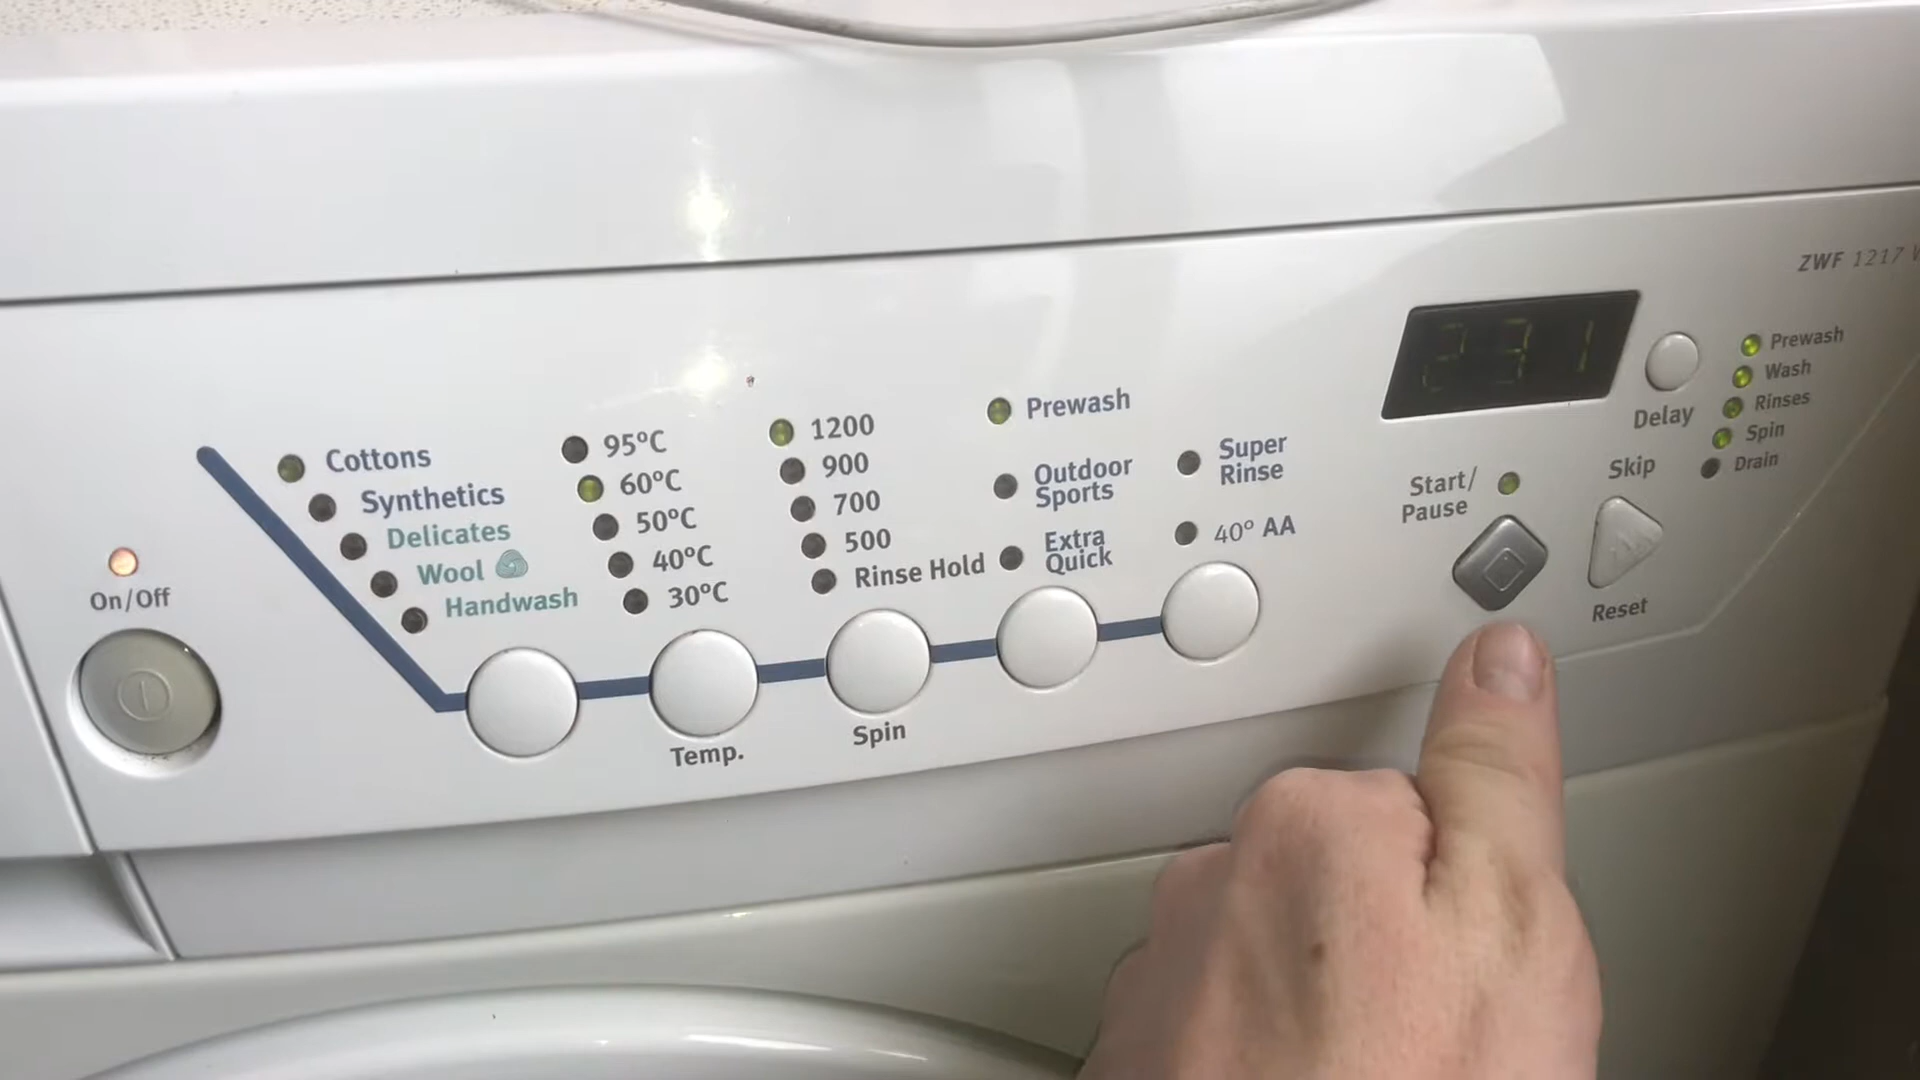 ZWF 1217
231
Delay
Prewash
Wash
Rinses
Spin
Drain
On/Off
Cottons
Synthetics
Delicates
Wool
Handwash
95°C
60°C
50°C
40°C
30°C
Temp.
1200
900
700
500
Rinse Hold
Spin
Prewash
Outdoor
Sports
Extra
Quick
Super
Rinse
40° AA
Start/
Pause
Skip
Reset